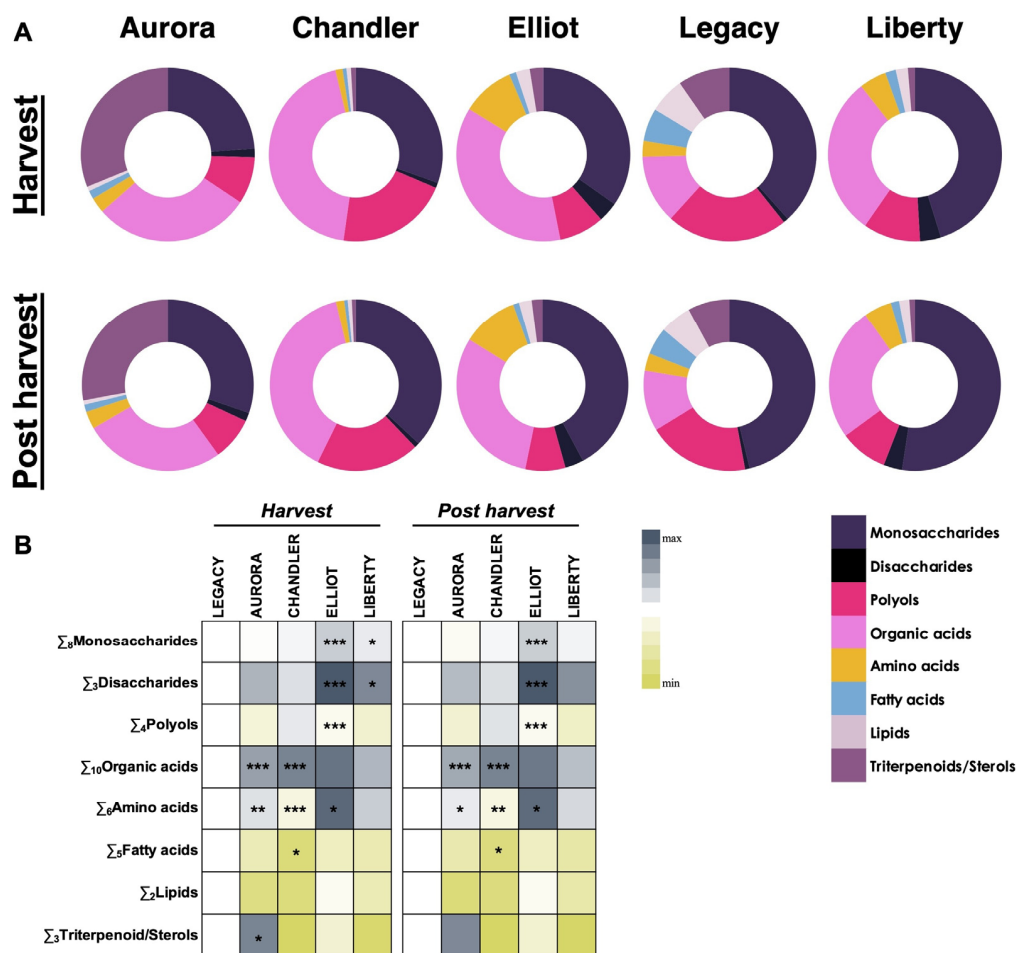 A
Aurora Chandler Elliot Legacy Liberty
Harvest
Post harvest
B
Harvest Post harvest
LEGACY AURORA CHANDLER ELLIOT LIBERTY LEGACY AURORA CHANDLER ELLIOT LIBERTY
∑8Monosaccharides *** * ***
∑3Disaccharides *** * ***
∑4Polyols *** ***
∑10Organic acids *** *** *** ***
∑6Amino acids ** *** * * ** *
∑5Fatty acids * *
∑2Lipids
∑3Triterpenoid/Sterols *
max
min
Monosaccharides
Disaccharides
Polyols
Organic acids
Amino acids
Fatty acids
Lipids
Triterpenoids/Sterols